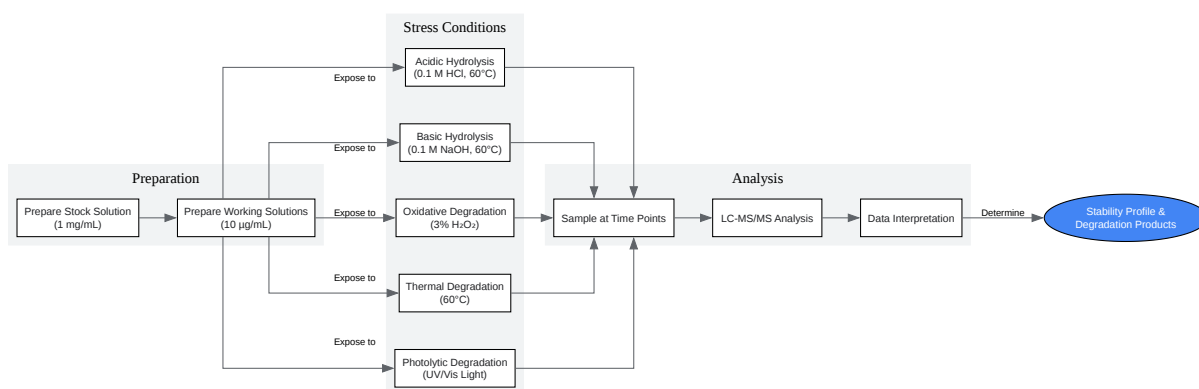 Stress Conditions
Acidic Hydrolysis
(0.1 M HCl, 60°C)
Expose to
Basic Hydrolysis
(0.1 M NaOH, 60°C)
Expose to
Preparation
Analysis
Prepare Stock Solution
(1 mg/mL)
Prepare Working Solutions
(10 µg/mL)
Expose to
Oxidative Degradation
(3% H₂O₂)
Sample at Time Points
LC-MS/MS Analysis
Data Interpretation
Determine
Stability Profile &
Degradation Products
Expose to
Thermal Degradation
(60°C)
Expose to
Photolytic Degradation
(UV/Vis Light)